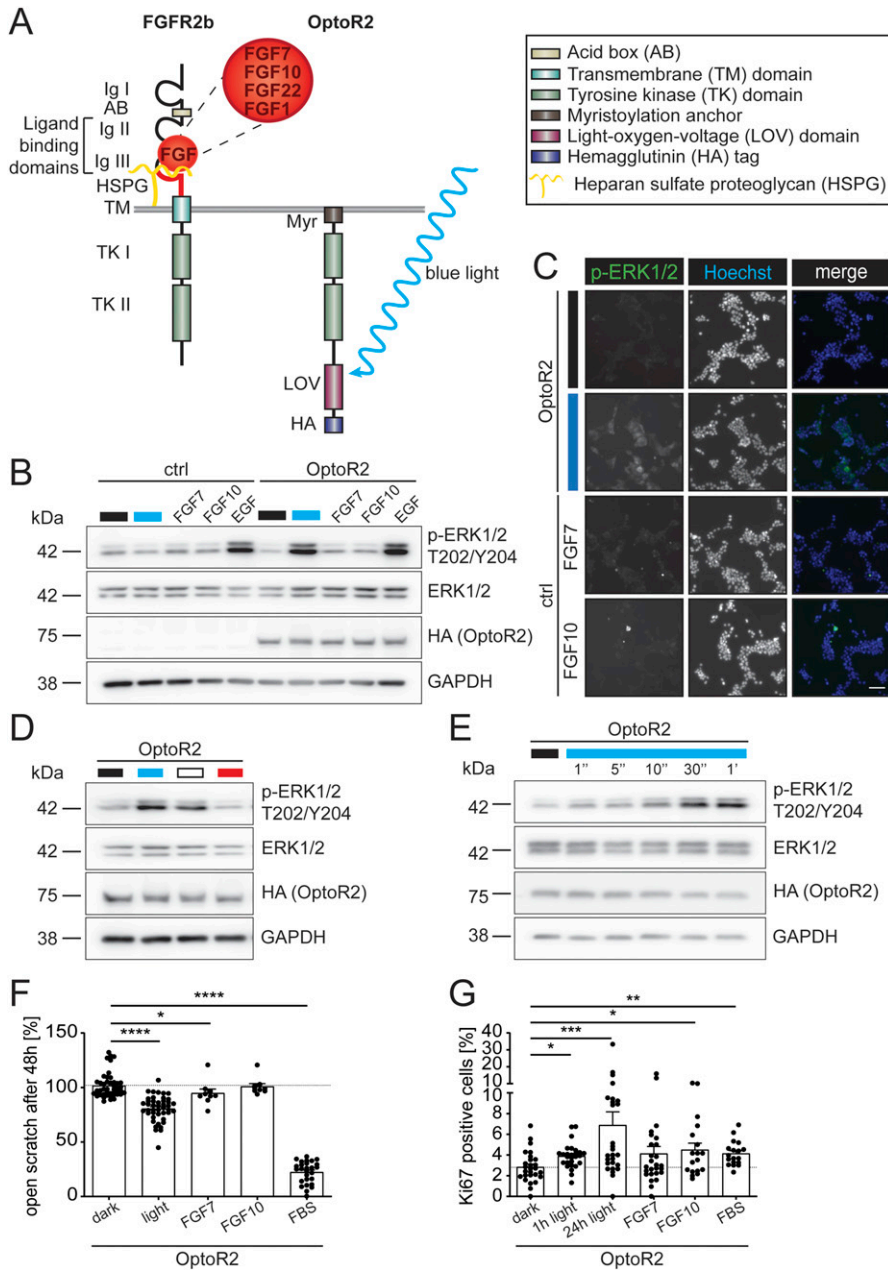 A
FGFR2b
OptoR2
FGF7
FGF10
FGF22
FGF1
Ig I
AB
Ig II
Ligand
binding
domains
Ig III
FGF
HSPG
TM
TK I
TK II
Myr
blue light
LOV
HA
Acid box (AB)
Transmembrane (TM) domain
Tyrosine kinase (TK) domain
Myristoylation anchor
Light-oxygen-voltage (LOV) domain
Hemagglutinin (HA) tag
Heparan sulfate proteoglycan (HSPG)
B
ctrl
OptoR2
kDa
FGF7
FGF10
EGF
FGF7
FGF10
EGF
42
p-ERK1/2
T202/Y204
42
ERK1/2
75
HA (OptoR2)
38
GAPDH
C
p-ERK1/2
Hoechst
merge
OptoR2
ctrl
FGF7
FGF10
D
OptoR2
kDa
42
p-ERK1/2
T202/Y204
42
ERK1/2
75
HA (OptoR2)
38
GAPDH
E
OptoR2
kDa
1'' 5'' 10'' 30'' 1'
42
p-ERK1/2
T202/Y204
42
ERK1/2
75
HA (OptoR2)
38
GAPDH
F
open scratch after 48h [%]
150
100
50
0
****
*
****
dark
light
FGF7
FGF10
FBS
OptoR2
G
Ki67 positive cells [%]
40
30
20
10
8
6
4
2
0
**
*
***
*
dark
1h light
24h light
FGF7
FGF10
FBS
OptoR2